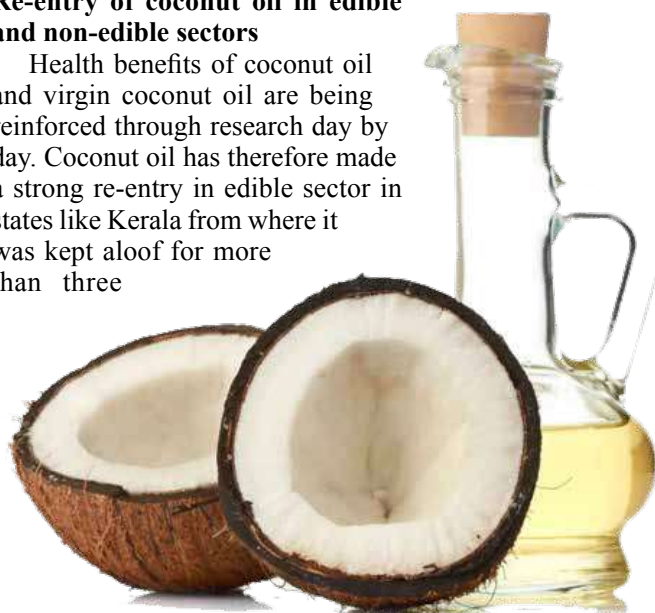 Re-entry of coconut oil in edible
and non-edible sectors
Health benefits of coconut oil
and virgin coconut oil are being
reinforced through research day by
day. Coconut oil has therefore made
a strong re-entry in edible sector in
states like Kerala from where it
was kept aloof for more
than three